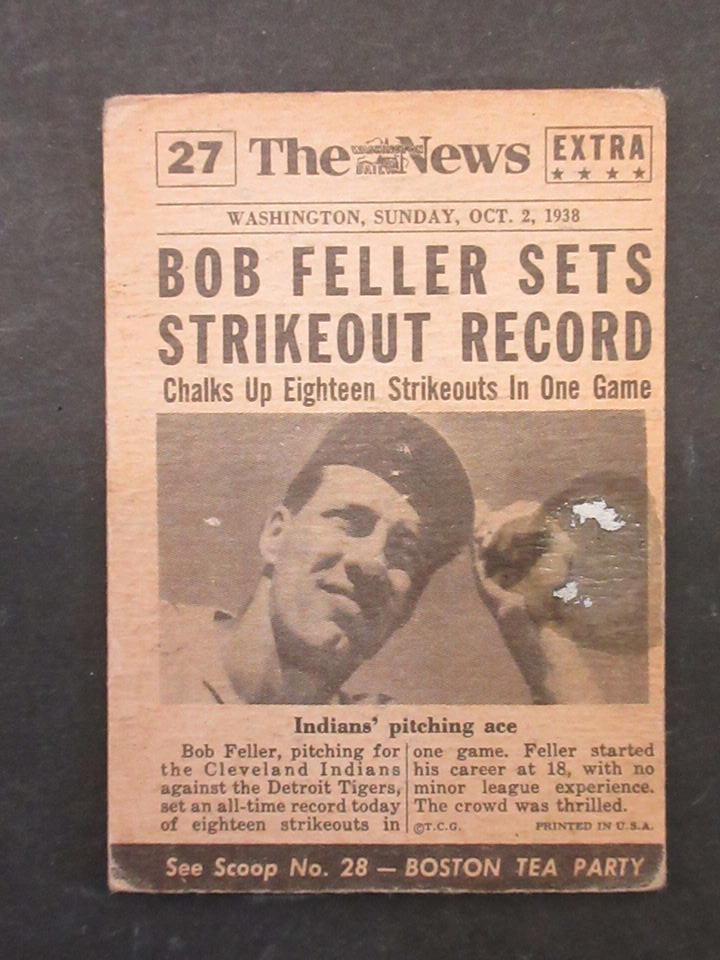 27 The WASHINGTON DAILY News EXTRA
★ ★ ★ ★
WASHINGTON, SUNDAY, OCT. 2, 1938
BOB FELLER SETS
STRIKEOUT RECORD
Chalks Up Eighteen Strikeouts In One Game
Indians' pitching ace
Bob Feller, pitching for
the Cleveland Indians
against the Detroit Tigers,
set an all-time record today
of eighteen strikeouts in
one game. Feller started
his career at 18, with no
minor league experience.
The crowd was thrilled.
©T.C.G. PRINTED IN U.S.A.
See Scoop No. 28 — BOSTON TEA PARTY